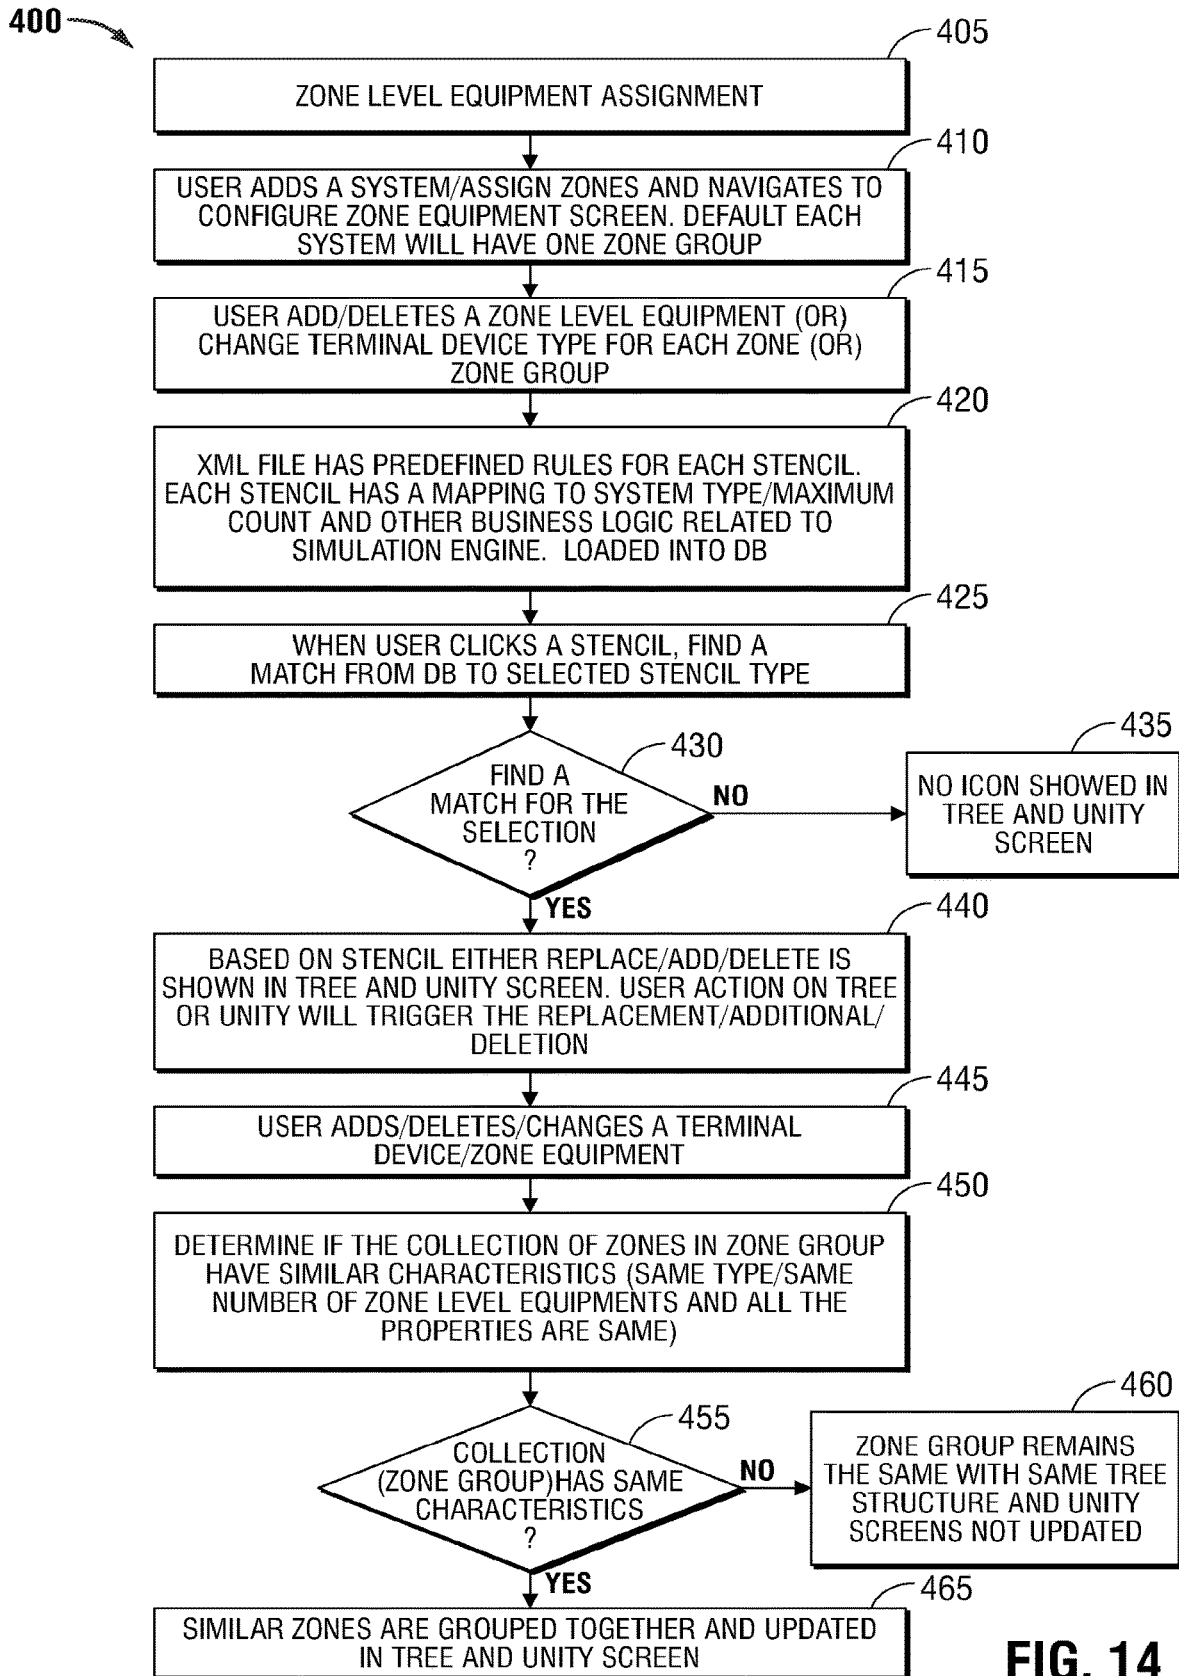 400
405
ZONE LEVEL EQUIPMENT ASSIGNMENT
410
USER ADDS A SYSTEM/ASSIGN ZONES AND NAVIGATES TO
CONFIGURE ZONE EQUIPMENT SCREEN. DEFAULT EACH
SYSTEM WILL HAVE ONE ZONE GROUP
415
USER ADD/DELETES A ZONE LEVEL EQUIPMENT (OR)
CHANGE TERMINAL DEVICE TYPE FOR EACH ZONE (OR)
ZONE GROUP
420
XML FILE HAS PREDEFINED RULES FOR EACH STENCIL.
EACH STENCIL HAS A MAPPING TO SYSTEM TYPE/MAXIMUM
COUNT AND OTHER BUSINESS LOGIC RELATED TO
SIMULATION ENGINE. LOADED INTO DB
425
WHEN USER CLICKS A STENCIL, FIND A
MATCH FROM DB TO SELECTED STENCIL TYPE
430
FIND A
MATCH FOR THE
SELECTION
?
NO
435
NO ICON SHOWED IN
TREE AND UNITY
SCREEN
YES
440
BASED ON STENCIL EITHER REPLACE/ADD/DELETE IS
SHOWN IN TREE AND UNITY SCREEN. USER ACTION ON TREE
OR UNITY WILL TRIGGER THE REPLACEMENT/ADDITIONAL/
DELETION
445
USER ADDS/DELETES/CHANGES A TERMINAL
DEVICE/ZONE EQUIPMENT
450
DETERMINE IF THE COLLECTION OF ZONES IN ZONE GROUP
HAVE SIMILAR CHARACTERISTICS (SAME TYPE/SAME
NUMBER OF ZONE LEVEL EQUIPMENTS AND ALL THE
PROPERTIES ARE SAME)
455
COLLECTION
(ZONE GROUP)HAS SAME
CHARACTERISTICS
?
NO
460
ZONE GROUP REMAINS
THE SAME WITH SAME TREE
STRUCTURE AND UNITY
SCREENS NOT UPDATED
YES
465
SIMILAR ZONES ARE GROUPED TOGETHER AND UPDATED
IN TREE AND UNITY SCREEN
FIG. 14